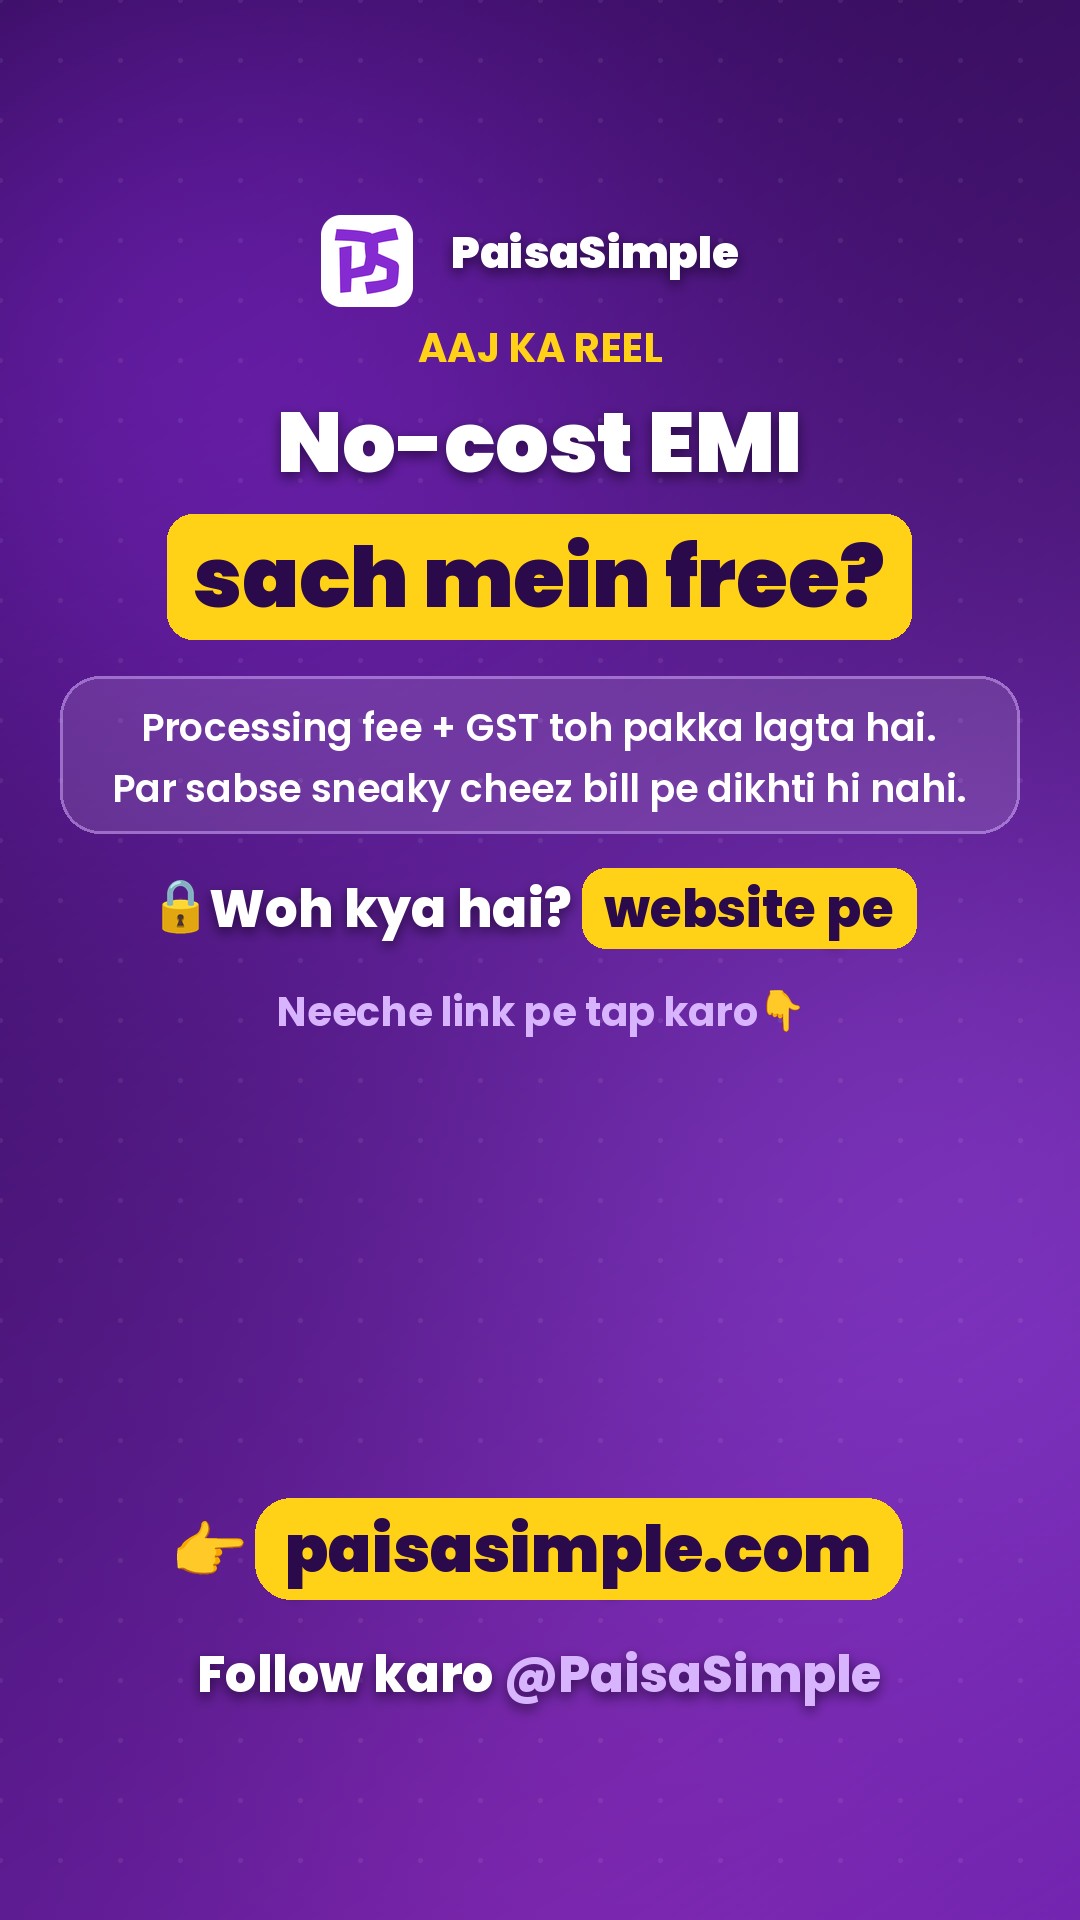 PS PaisaSimple
AAJ KA REEL
No-cost EMI
sach mein free?
Processing fee + GST toh pakka lagta hai.
Par sabse sneaky cheez bill pe dikhti hi nahi.
🔒Woh kya hai? website pe
Neeche link pe tap karo👇
👉 paisasimple.com
Follow karo @PaisaSimple